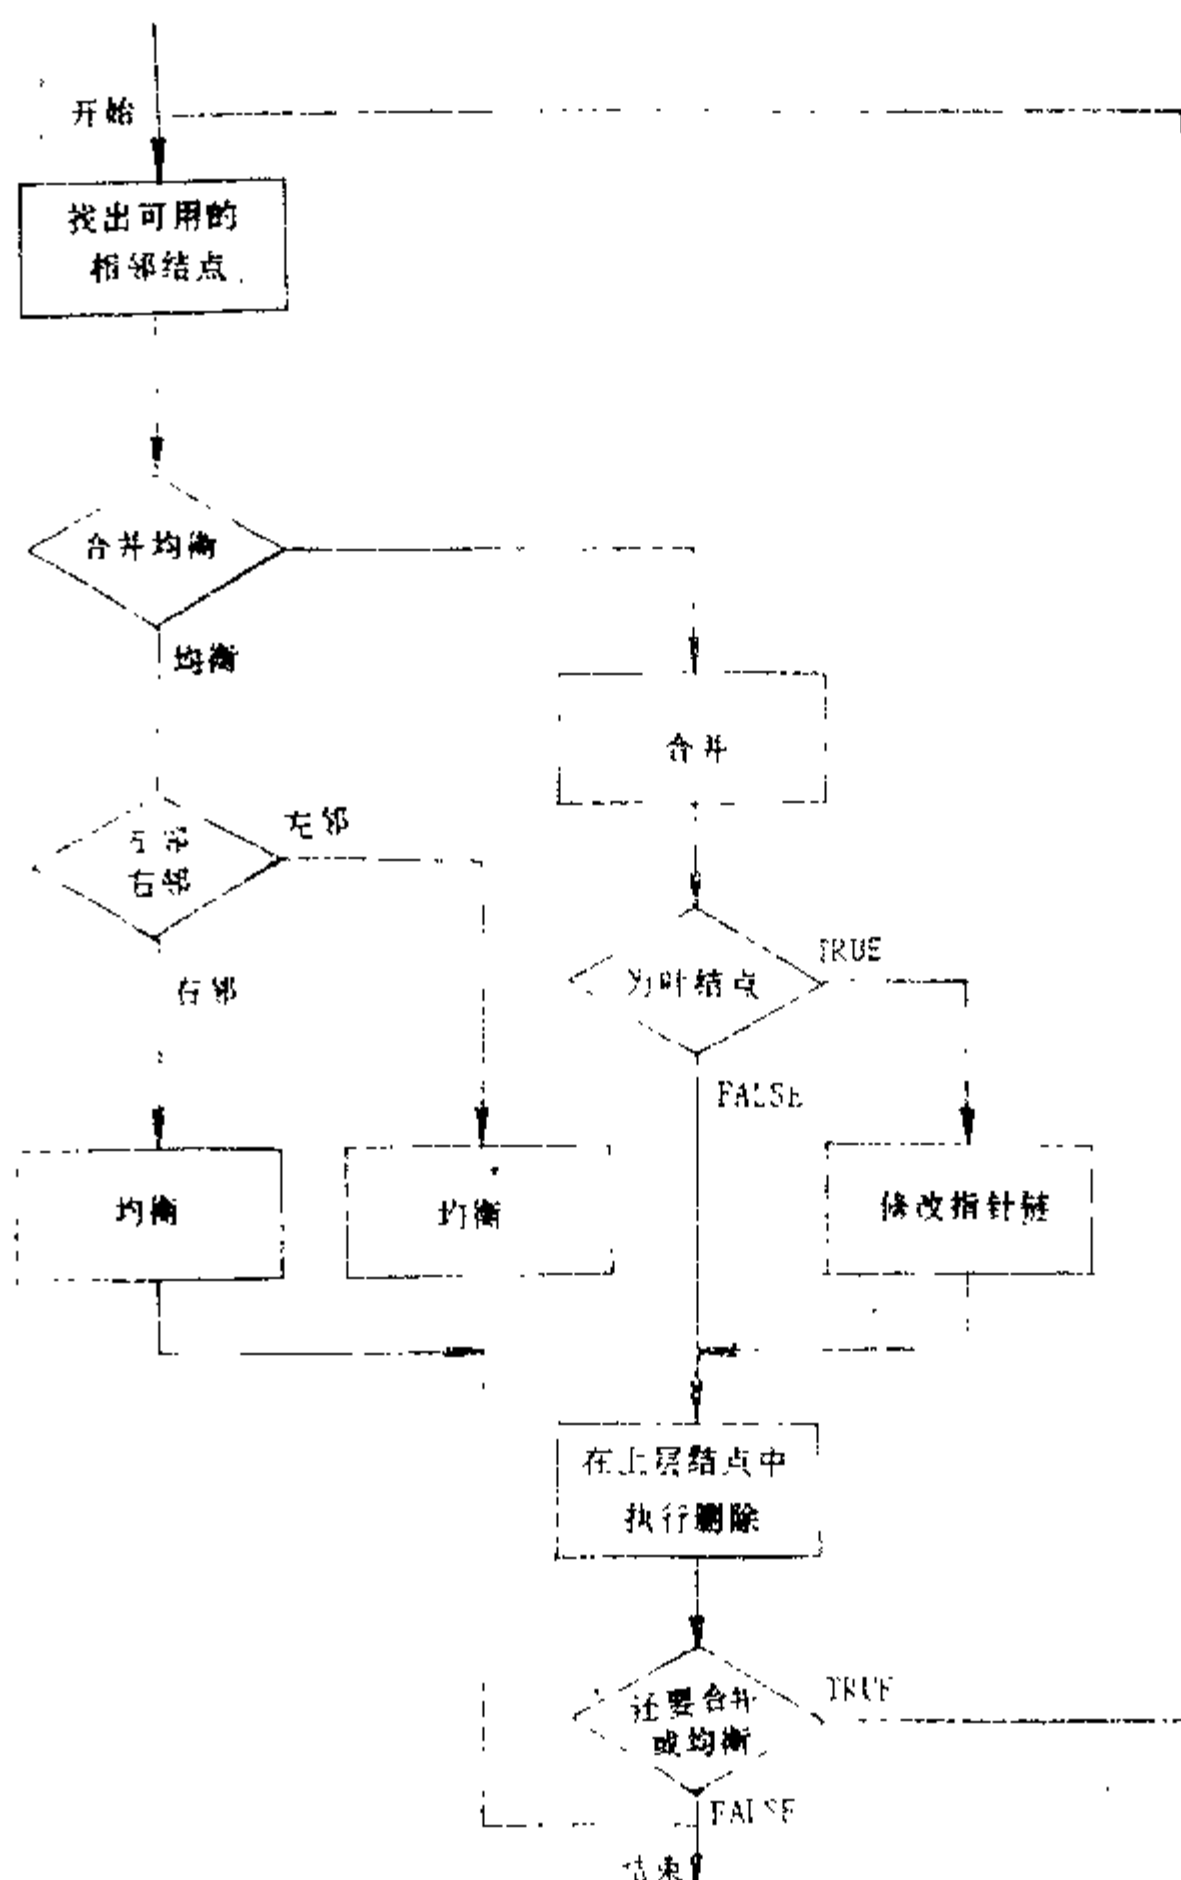 开始
找出可用的
相邻结点
合并均衡
均衡
合并
左邻
左邻
右邻
右邻
为叶结点
TRUE
FALSE
均衡
均衡
修改指针链
在上层结点中
执行删除
还要合并
或均衡
TRUE
FALSE
结束